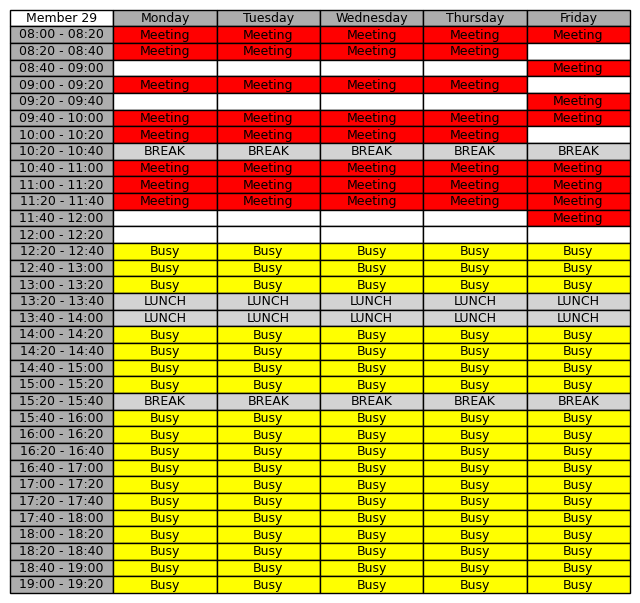 Member 29 Monday Tuesday Wednesday Thursday Friday
08:00 - 08:20 Meeting Meeting Meeting Meeting Meeting
08:20 - 08:40 Meeting Meeting Meeting Meeting
08:40 - 09:00 Meeting
09:00 - 09:20 Meeting Meeting Meeting Meeting
09:20 - 09:40 Meeting
09:40 - 10:00 Meeting Meeting Meeting Meeting Meeting
10:00 - 10:20 Meeting Meeting Meeting Meeting
10:20 - 10:40 BREAK BREAK BREAK BREAK BREAK
10:40 - 11:00 Meeting Meeting Meeting Meeting Meeting
11:00 - 11:20 Meeting Meeting Meeting Meeting Meeting
11:20 - 11:40 Meeting Meeting Meeting Meeting Meeting
11:40 - 12:00 Meeting
12:00 - 12:20
12:20 - 12:40 Busy Busy Busy Busy Busy
12:40 - 13:00 Busy Busy Busy Busy Busy
13:00 - 13:20 Busy Busy Busy Busy Busy
13:20 - 13:40 LUNCH LUNCH LUNCH LUNCH LUNCH
13:40 - 14:00 LUNCH LUNCH LUNCH LUNCH LUNCH
14:00 - 14:20 Busy Busy Busy Busy Busy
14:20 - 14:40 Busy Busy Busy Busy Busy
14:40 - 15:00 Busy Busy Busy Busy Busy
15:00 - 15:20 Busy Busy Busy Busy Busy
15:20 - 15:40 BREAK BREAK BREAK BREAK BREAK
15:40 - 16:00 Busy Busy Busy Busy Busy
16:00 - 16:20 Busy Busy Busy Busy Busy
16:20 - 16:40 Busy Busy Busy Busy Busy
16:40 - 17:00 Busy Busy Busy Busy Busy
17:00 - 17:20 Busy Busy Busy Busy Busy
17:20 - 17:40 Busy Busy Busy Busy Busy
17:40 - 18:00 Busy Busy Busy Busy Busy
18:00 - 18:20 Busy Busy Busy Busy Busy
18:20 - 18:40 Busy Busy Busy Busy Busy
18:40 - 19:00 Busy Busy Busy Busy Busy
19:00 - 19:20 Busy Busy Busy Busy Busy